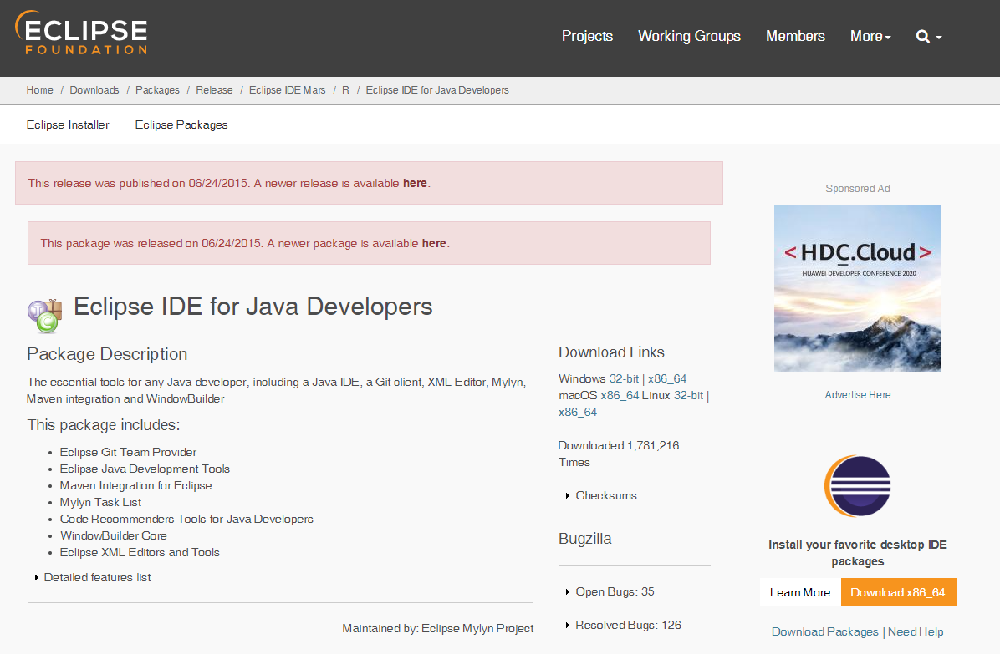 ECLIPSE
FOUNDATION
Projects Working Groups Members More
Home / Downloads / Packages / Release / Eclipse IDE Mars / R / Eclipse IDE for Java Developers
Eclipse Installer Eclipse Packages
This release was published on 06/24/2015. A newer release is available here.
This package was released on 06/24/2015. A newer package is available here.
Eclipse IDE for Java Developers
Package Description
The essential tools for any Java developer, including a Java IDE, a Git client, XML Editor, Mylyn,
Maven integration and WindowBuilder
This package includes:
Eclipse Git Team Provider
Eclipse Java Development Tools
Maven Integration for Eclipse
Mylyn Task List
Code Recommenders Tools for Java Developers
WindowBuilder Core
Eclipse XML Editors and Tools
Detailed features list
Maintained by: Eclipse Mylyn Project
Download Links
Windows 32-bit | x86_64
macOS x86_64 Linux 32-bit |
x86_64
Downloaded 1,781,216
Times
Checksums...
Bugzilla
Open Bugs: 35
Resolved Bugs: 126
Sponsored Ad
<HDC.Cloud>
HUAWEI DEVELOPER CONFERENCE 2020
Advertise Here
Install your favorite desktop IDE
packages
Learn More Download x86_64
Download Packages | Need Help